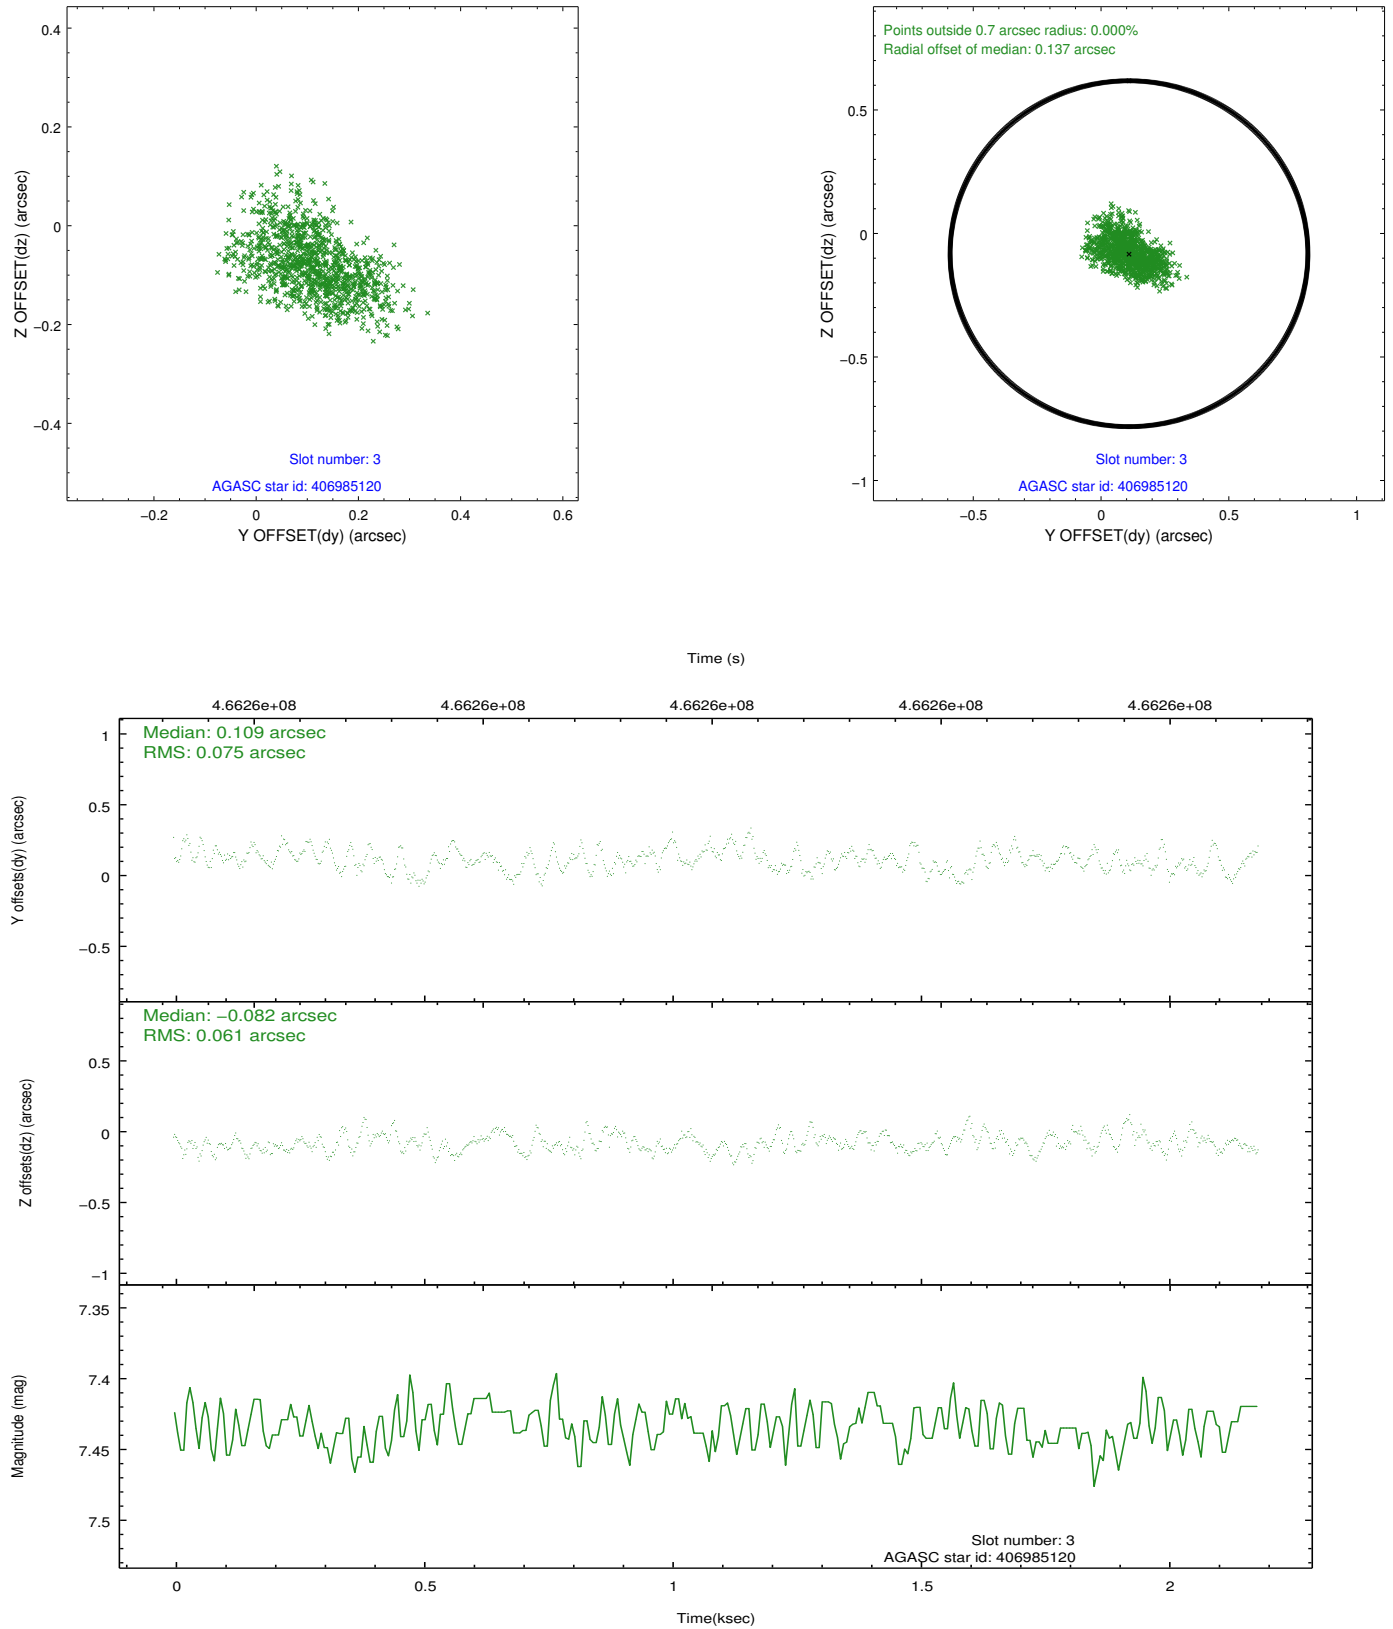 0.4
0.2
0
−0.2
−0.4
Z OFFSET(dz) (arcsec)
Slot number: 3
AGASC star id: 406985120
−0.2 0 0.2 0.4 0.6
Y OFFSET(dy) (arcsec)
Points outside 0.7 arcsec radius: 0.000%
Radial offset of median: 0.137 arcsec
0.5
0
−0.5
−1
Z OFFSET(dz) (arcsec)
Slot number: 3
AGASC star id: 406985120
−0.5 0 0.5 1
Y OFFSET(dy) (arcsec)
Time (s)
4.6626e+08 4.6626e+08 4.6626e+08 4.6626e+08 4.6626e+08
Median: 0.109 arcsec
RMS: 0.075 arcsec
1
0.5
0
−0.5
Y offsets(dy) (arcsec)
Median: −0.082 arcsec
RMS: 0.061 arcsec
0.5
0
−0.5
−1
Z offsets(dz) (arcsec)
7.35
7.4
7.45
7.5
Magnitude (mag)
Slot number: 3
AGASC star id: 406985120
0 0.5 1 1.5 2
Time(ksec)